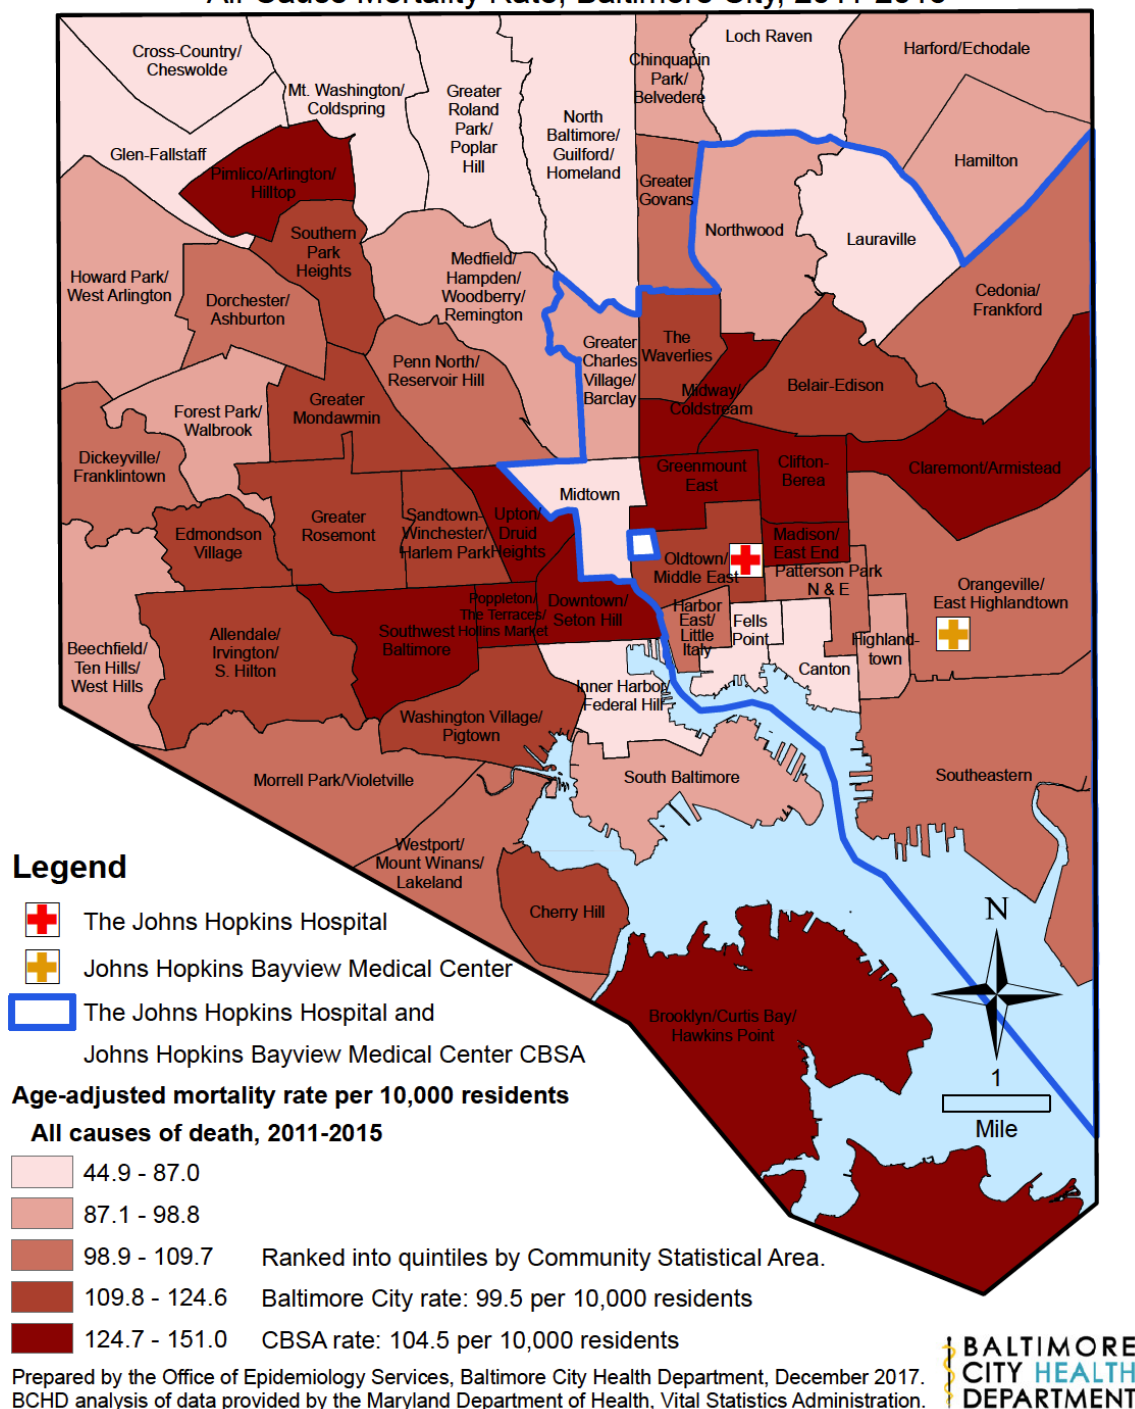 All Cause Mortality Rate, Baltimore City, 2011-2015
Cross-Country/
Cheswolde
Mt. Washington/
Coldspring
Greater
Roland
Park/
Poplar
Hill
North
Baltimore/
Guilford/
Homeland
Chinquapin
Park/
Belvedere
Loch Raven
Harford/Echodale
Glen-Fallstaff
Pimlico/Arlington/
Hilltop
Hamilton
Greater
Govans
Northwood
Lauraville
Southern
Park
Heights
Howard Park/
West Arlington
Dorchester/
Ashburton
Medfield/
Hampden/
Woodberry/
Remington
Cedonia/
Frankford
Penn North/
Reservoir Hill
Greater
Charles
Village/
Barclay
The
Waverlies
Midway/
Coldstream
Belair-Edison
Forest Park/
Walbrook
Greater
Mondawmin
Dickeyville/
Franklintown
Midtown
Greenmount
East
Clifton-
Berea
Claremont/Armistead
Edmondson
Village
Greater
Rosemont
Sandtown-
Winchester/
Harlem Park
Upton/
Druid
Heights
Oldtown/
Middle East
Madison/
East End
Patterson Park
N & E
Orangeville/
East Highlandtown
Beechfield/
Ten Hills/
West Hills
Allendale/
Irvington/
S. Hilton
Southwest
Baltimore
Poppleton/
The Terraces/
Hollins Market
Downtown/
Seton Hill
Harbor
East/
Little
Italy
Fells
Point
Canton
Highland-
town
Inner Harbor/
Federal Hill
Washington Village/
Pigtown
Morrell Park/Violetville
South Baltimore
Southeastern
Westport/
Mount Winans/
Lakeland
Cherry Hill
Brooklyn/Curtis Bay/
Hawkins Point
N
1
Mile
Legend
The Johns Hopkins Hospital
Johns Hopkins Bayview Medical Center
The Johns Hopkins Hospital and
Johns Hopkins Bayview Medical Center CBSA
Age-adjusted mortality rate per 10,000 residents
All causes of death, 2011-2015
44.9 - 87.0
87.1 - 98.8
98.9 - 109.7 Ranked into quintiles by Community Statistical Area.
109.8 - 124.6 Baltimore City rate: 99.5 per 10,000 residents
124.7 - 151.0 CBSA rate: 104.5 per 10,000 residents
Prepared by the Office of Epidemiology Services, Baltimore City Health Department, December 2017.
BCHD analysis of data provided by the Maryland Department of Health, Vital Statistics Administration.
BALTIMORE
CITY HEALTH
DEPARTMENT